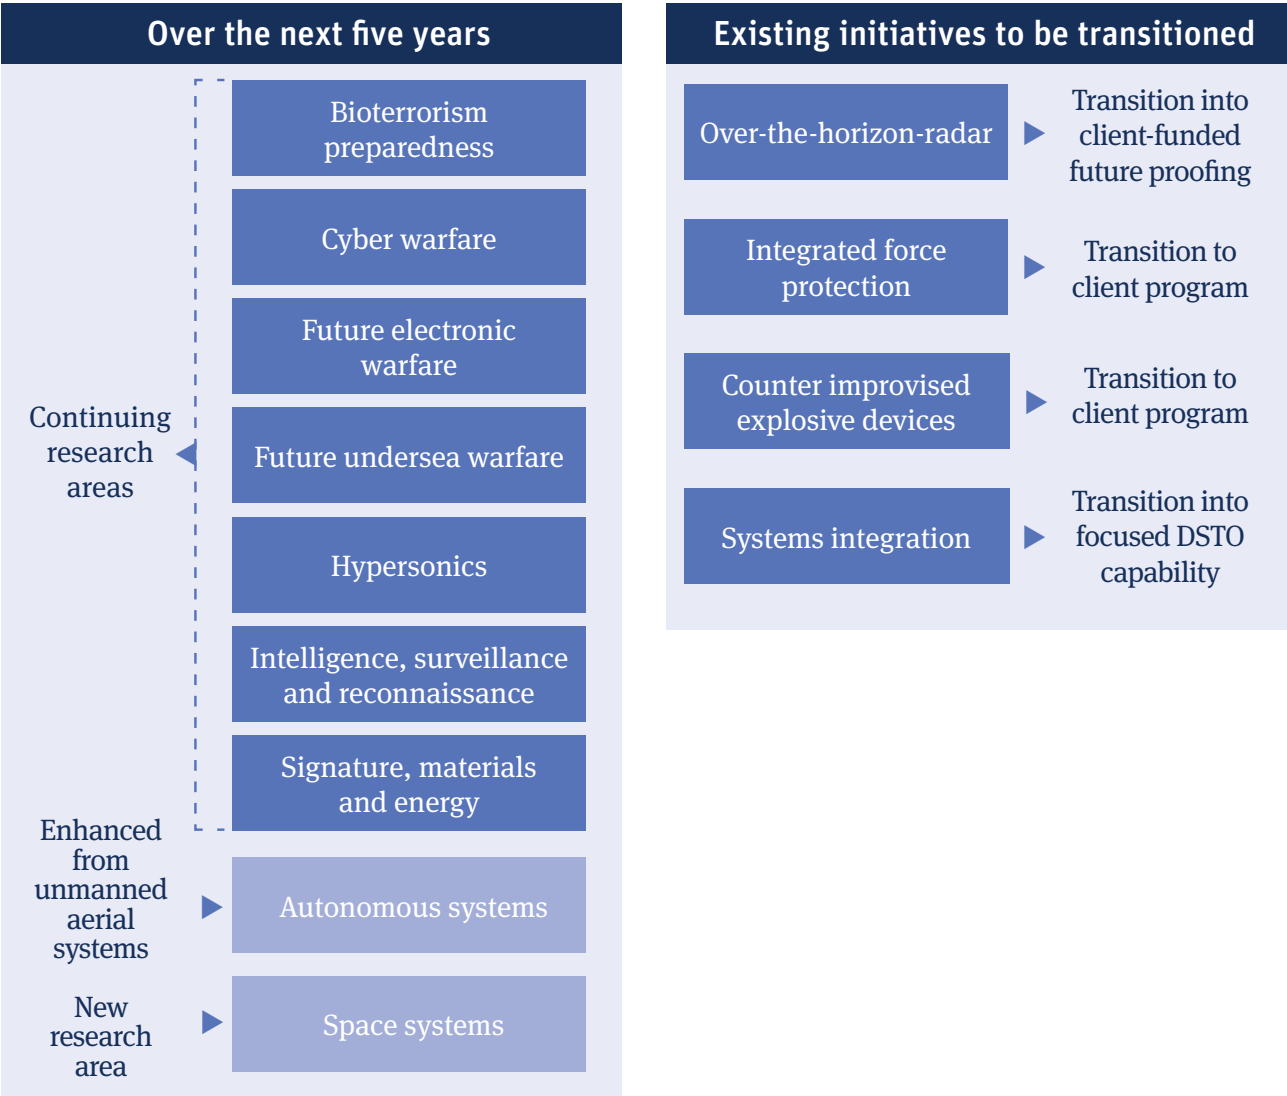 Over the next five years
Bioterrorism
preparedness
Cyber warfare
Future electronic
warfare
Future undersea warfare
Hypersonics
Intelligence, surveillance
and reconnaissance
Signature, materials
and energy
Continuing
research
areas
Enhanced
from
unmanned
aerial
systems
Autonomous systems
New
research
area
Space systems
Existing initiatives to be transitioned
Over-the-horizon-radar
Transition into
client-funded
future proofing
Integrated force
protection
Transition to
client program
Counter improvised
explosive devices
Transition to
client program
Systems integration
Transition into
focused DSTO
capability